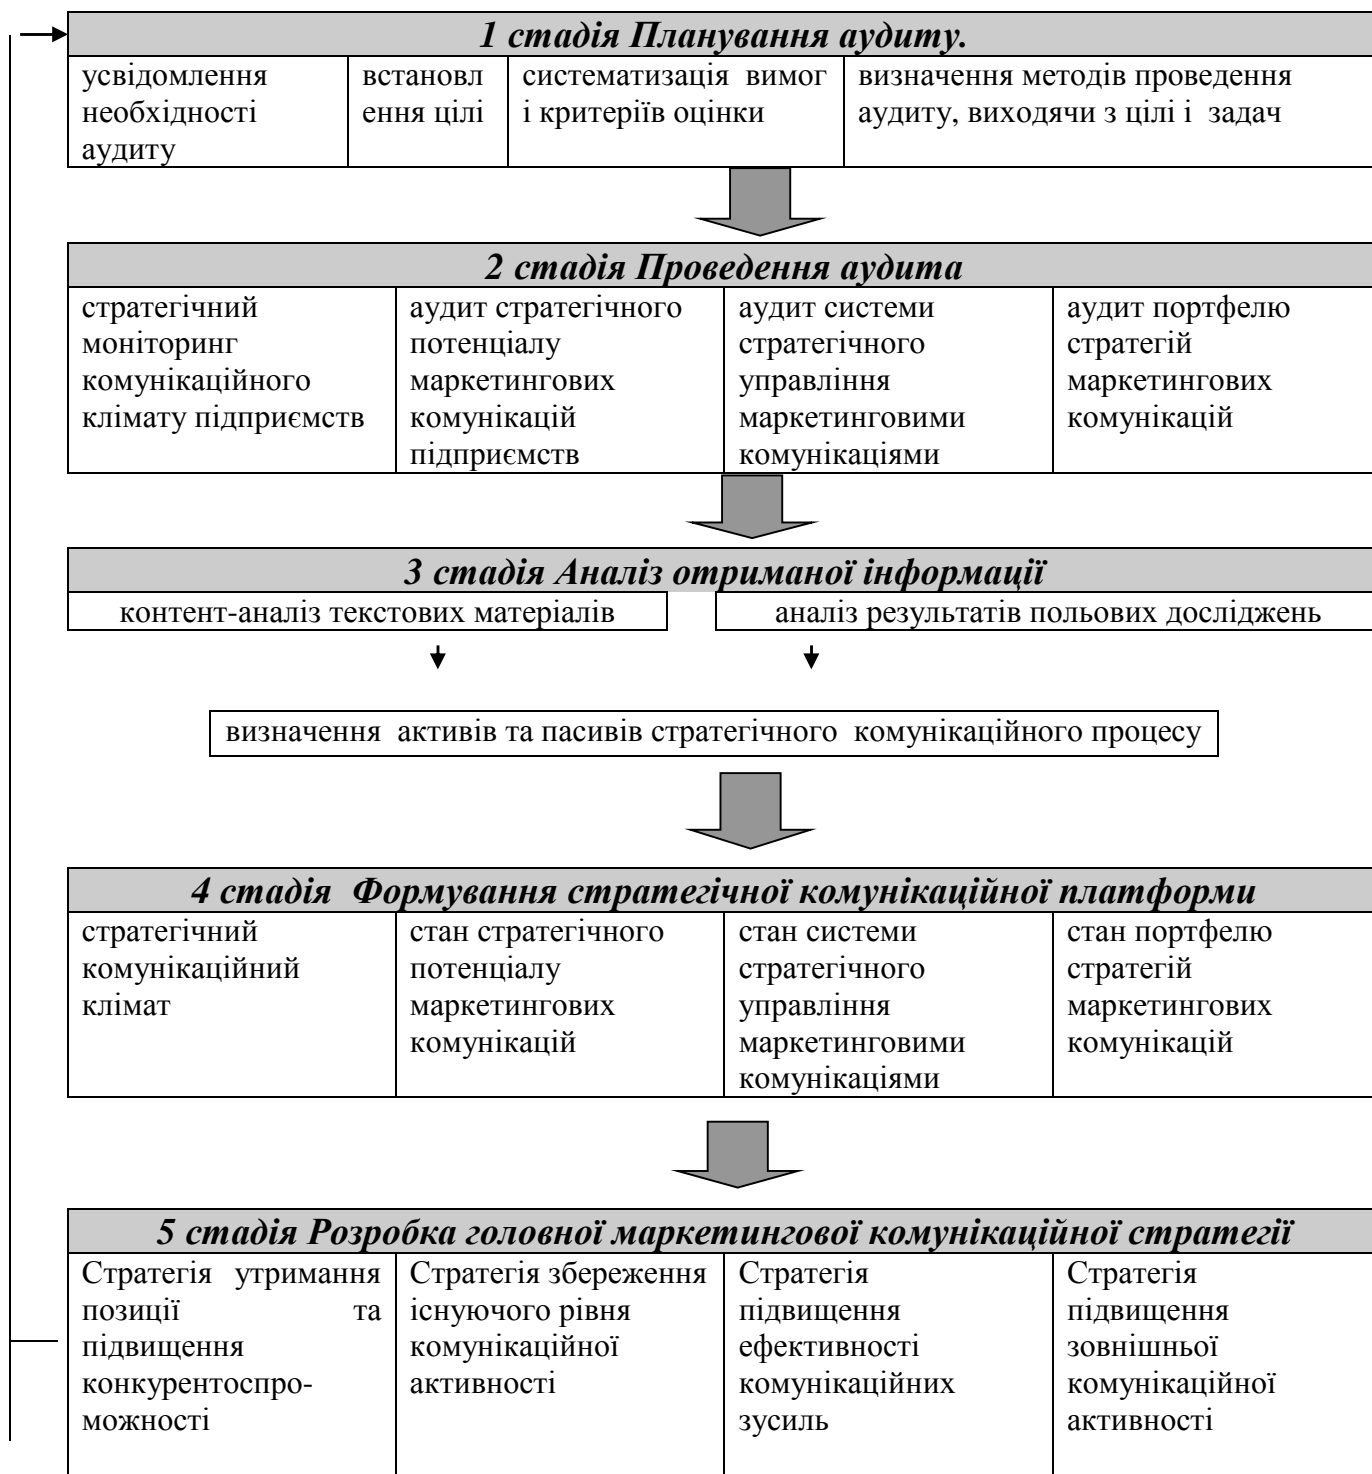 1 стадія Планування аудиту.
усвідомлення
необхідності
аудиту
встановл
ення цілі
систематизація вимог
і критеріїв оцінки
визначення методів проведення
аудиту, виходячи з цілі і задач
2 стадія Проведення аудита
стратегічний
моніторинг
комунікаційного
клімату підприємств
аудит стратегічного
потенціалу
маркетингових
комунікацій
підприємств
аудит системи
стратегічного
управління
маркетинговими
комунікаціями
аудит портфелю
стратегій
маркетингових
комунікацій
3 стадія Аналіз отриманої інформації
контент-аналіз текстових матеріалів
аналіз результатів польових досліджень
визначення активів та пасивів стратегічного комунікаційного процесу
4 стадія Формування стратегічної комунікаційної платформи
стратегічний
комунікаційний
клімат
стан стратегічного
потенціалу
маркетингових
комунікацій
стан системи
стратегічного
управління
маркетинговими
комунікаціями
стан портфелю
стратегій
маркетингових
комунікацій
5 стадія Розробка головної маркетингової комунікаційної стратегії
Стратегія утримання
позиції та
підвищення
конкурентоспро-
можності
Стратегія збереження
існуючого рівня
комунікаційної
активності
Стратегія
підвищення
ефективності
комунікаційних
зусиль
Стратегія
підвищення
зовнішньої
комунікаційної
активності